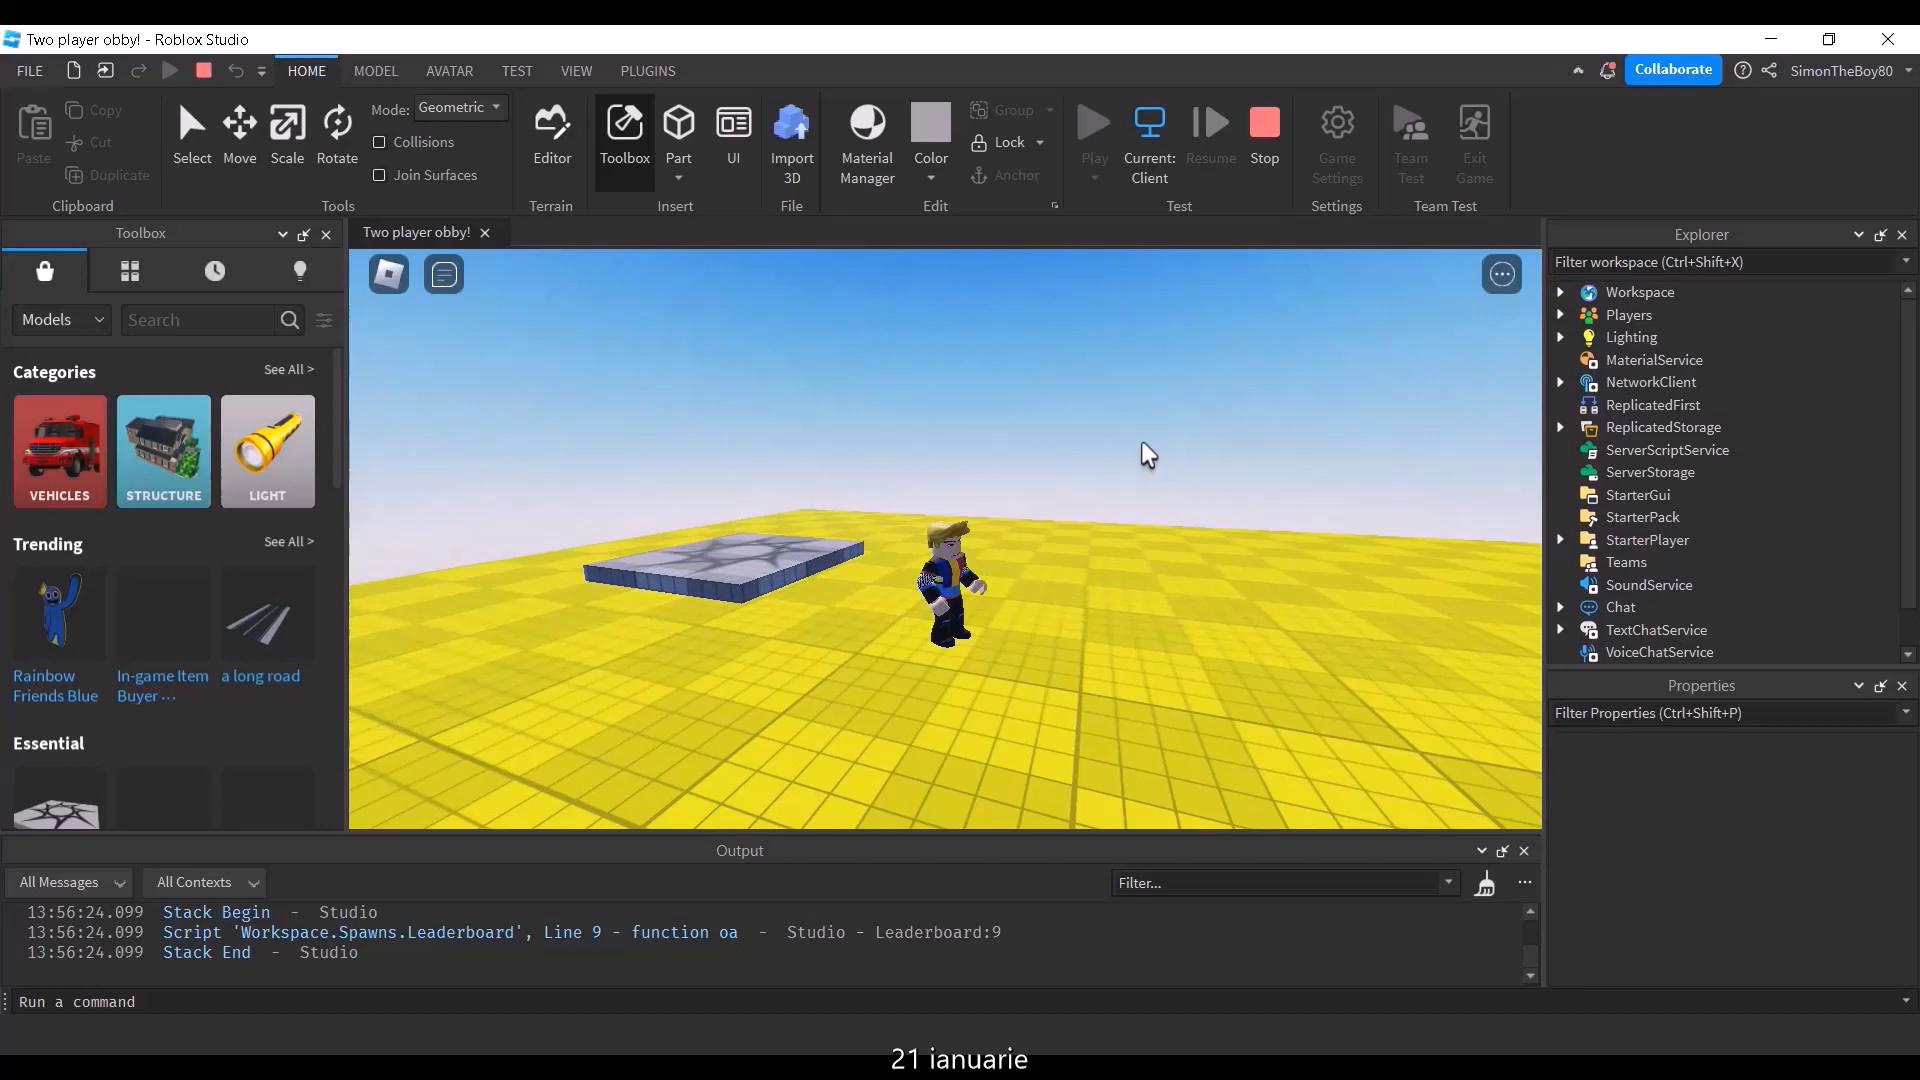 Two player obby! - Roblox Studio
FILE HOME MODEL AVATAR TEST VIEW PLUGINS Collaborate SimonTheBoy80
Paste Copy Cut Duplicate Clipboard
Select Move Scale Rotate Mode: Geometric Collisions Join Surfaces Tools
Editor Terrain
Toolbox Part UI Insert
Import 3D File
Material Manager Color Group Lock Anchor Edit
Play Current: Client Resume Stop Test
Game Settings Settings
Team Test Exit Game Team Test
Toolbox
Models Search
Categories See All >
VEHICLES STRUCTURE LIGHT
Trending See All >
Rainbow Friends Blue
In-game Item Buyer ...
a long road
Essential
Two player obby!
Explorer
Filter workspace (Ctrl+Shift+X)
Workspace
Players
Lighting
MaterialService
NetworkClient
ReplicatedFirst
ReplicatedStorage
ServerScriptService
ServerStorage
StarterGui
StarterPack
StarterPlayer
Teams
SoundService
Chat
TextChatService
VoiceChatService
Properties
Filter Properties (Ctrl+Shift+P)
Output
All Messages All Contexts Filter...
13:56:24.099 Stack Begin - Studio
13:56:24.099 Script 'Workspace.Spawns.Leaderboard', Line 9 - function oa - Studio - Leaderboard:9
13:56:24.099 Stack End - Studio
Run a command
21 ianuarie